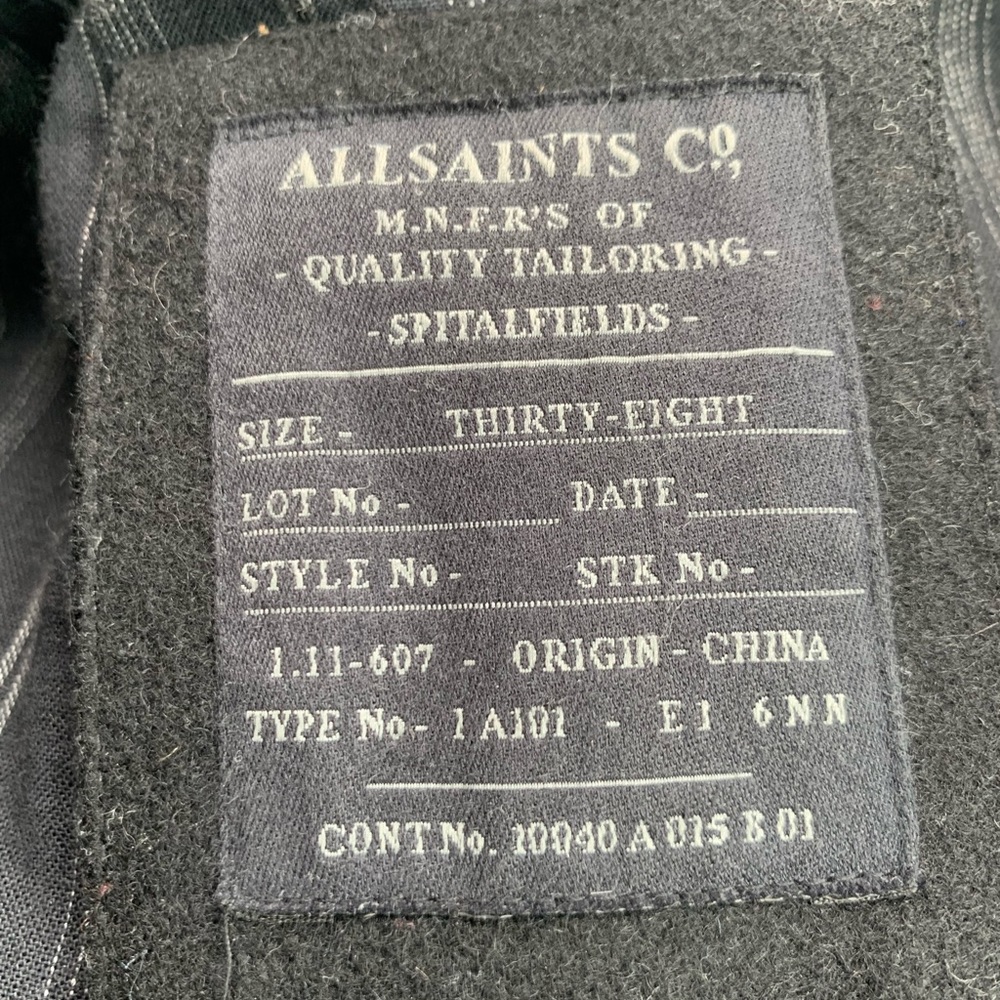 ALLSAINTS Co,
M.N.F.R'S OF
- QUALITY TAILORING -
- SPITALFIELDS -
SIZE - THIRTY-EIGHT
LOT No - DATE -
STYLE No - STK No -
1.11-607 - ORIGIN - CHINA
TYPE No - 1A101 - E1 6NN
CONT No. 10040 A 015 B 01